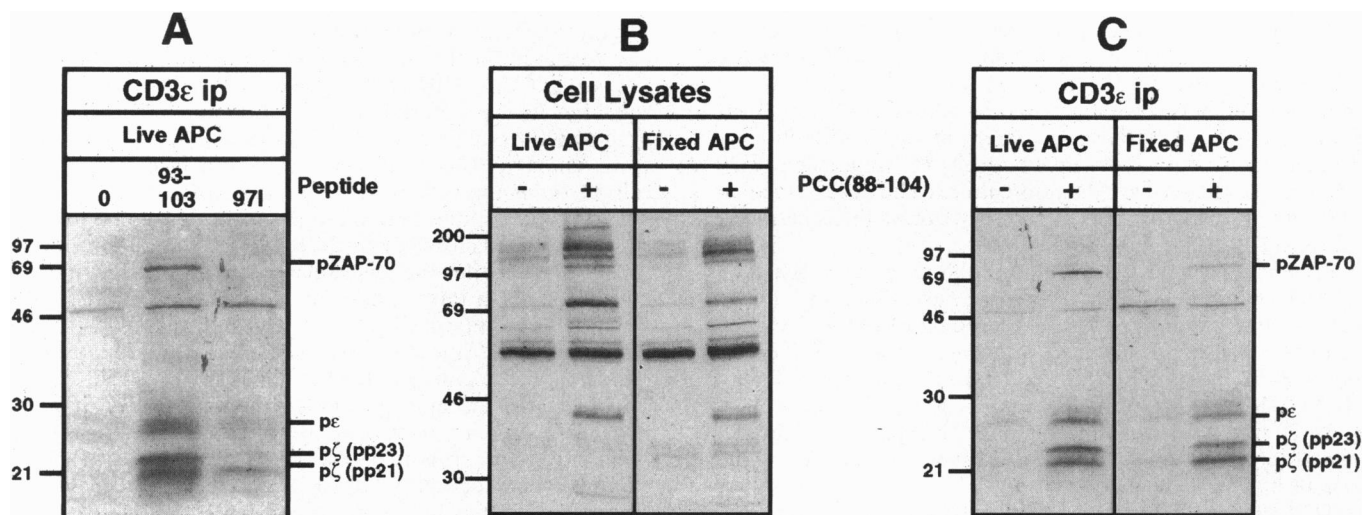 A
CD3ε ip
Live APC
0 93-103 97I
Peptide
97
69
46
30
21
pZAP-70
pε
pζ (pp23)
pζ (pp21)
B
Cell Lysates
Live APC Fixed APC
- + - +
PCC(88-104)
200
97
69
46
30
C
CD3ε ip
Live APC Fixed APC
- + - +
97
69
46
30
21
pZAP-70
pε
pζ (pp23)
pζ (pp21)